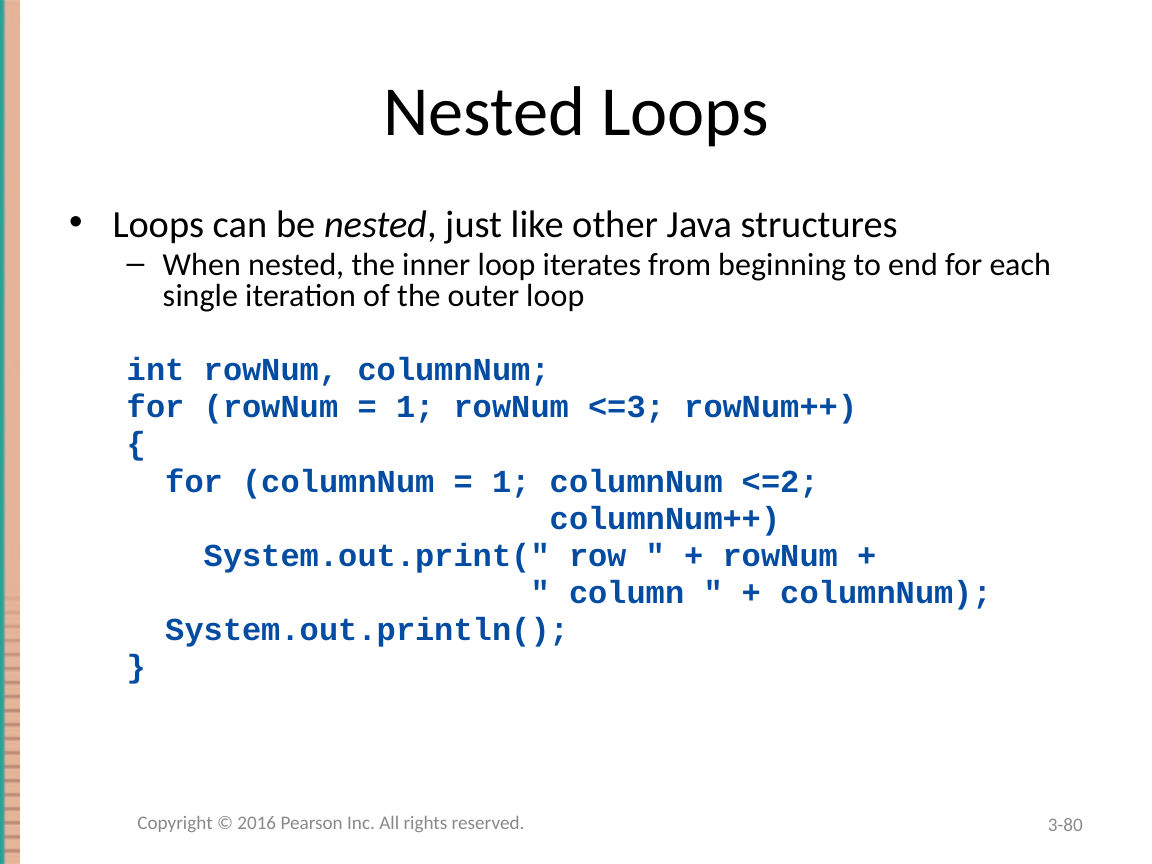 Nested Loops
• Loops can be nested, just like other Java structures
– When nested, the inner loop iterates from beginning to end for each
single iteration of the outer loop
int rowNum, columnNum;
for (rowNum = 1; rowNum <=3; rowNum++)
{
  for (columnNum = 1; columnNum <=2;
                      columnNum++)
    System.out.print(" row " + rowNum +
                     " column " + columnNum);
  System.out.println();
}
Copyright © 2016 Pearson Inc. All rights reserved.
3-80